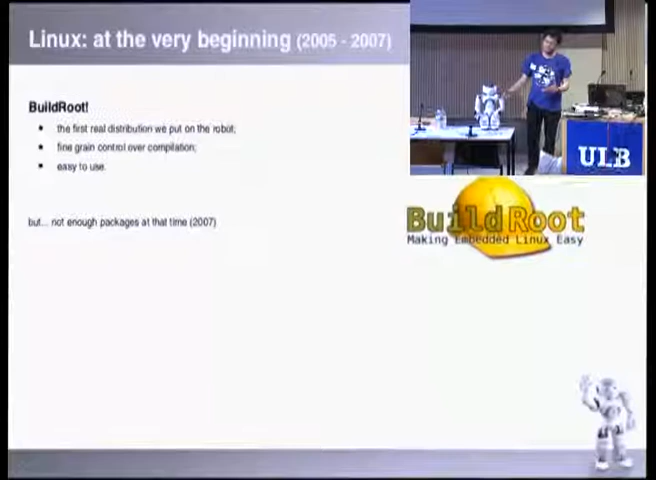 Linux: at the very beginning (2005 - 2007)
BuildRoot!
the first real distribution we put on the robot;
fine grain control over compilation;
easy to use.
but... not enough packages at that time (2007)
ULB
BuildRoot
Making Embedded Linux Easy